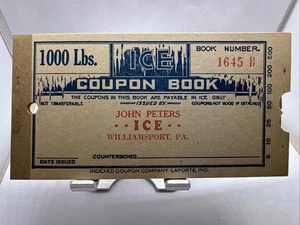 1000 Lbs.
ICE
BOOK NUMBER
1645 B
COUPON BOOK
THE COUPONS IN THIS BOOK ARE PAYABLE IN ICE ONLY
NOT TRANSFERABLE
ISSUED BY
COUPONS NOT GOOD IF DETACHED
JOHN PETERS
ICE
WILLIAMSPORT, PA.
DATE ISSUED
COUNTERSIGNED
INDEXED COUPON COMPANY LAPORTE, IND.
5 10 25 50 100 200 500